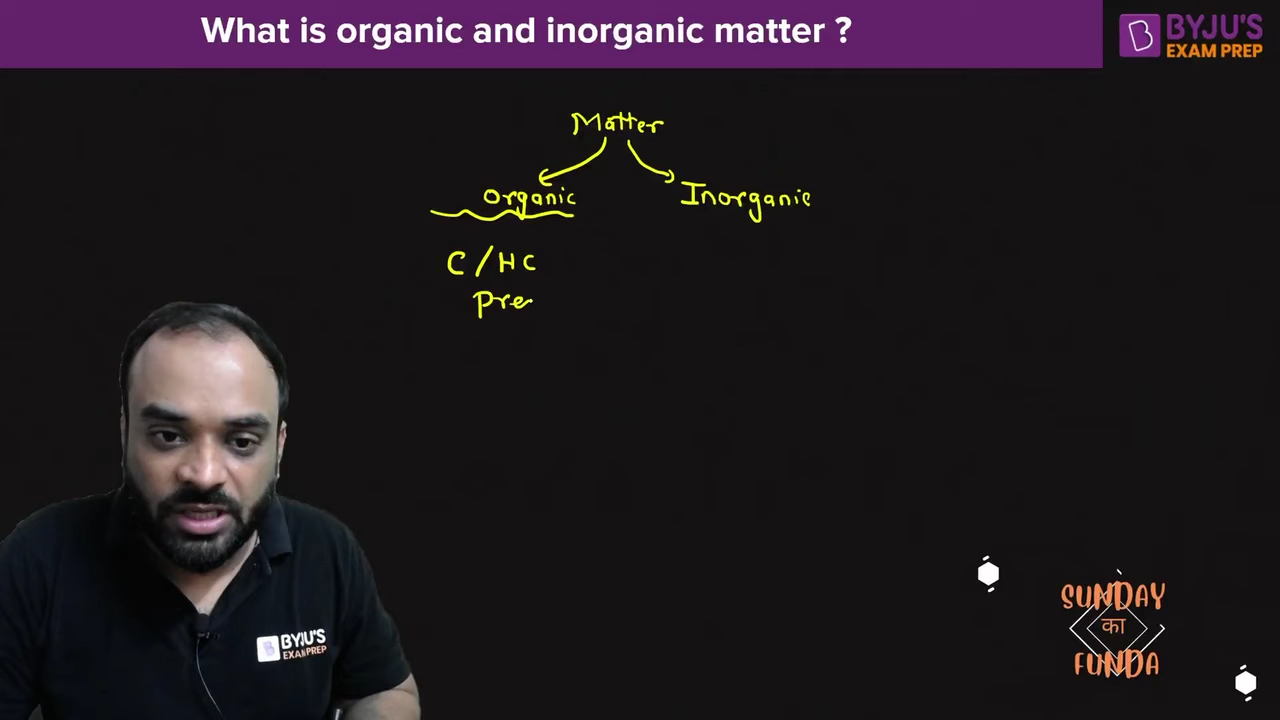 What is organic and inorganic matter ?
BYJU'S
EXAM PREP
Matter
Organic
Inorganic
C / HC
Pre
BYJU'S
EXAM PREP
SUNDAY
का
FUNDA